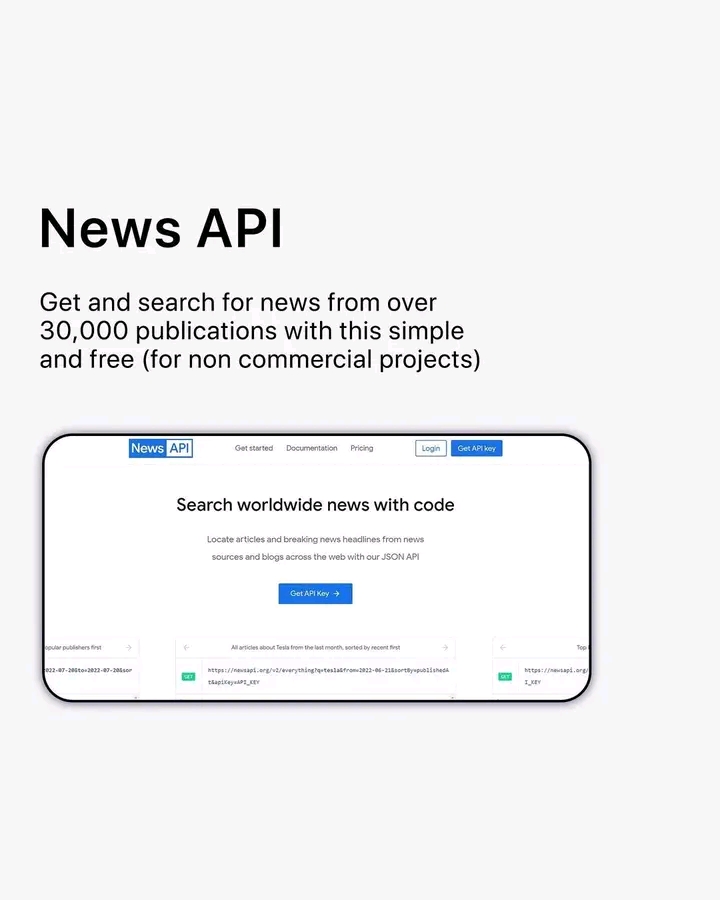 News API
Get and search for news from over
30,000 publications with this simple
and free (for non commercial projects)
News API Get started Documentation Pricing Login Get API key
Search worldwide news with code
Locate articles and breaking news headlines from news
sources and blogs across the web with our JSON API
Get API Key →
opular publishers first → ← All articles about Tesla from the last month, sorted by recent first → ← Top
022-07-20&to=2022-07-20&sor GET https://newsapi.org/v2/everything?q=tesla&from=2022-06-21&sortBy=publishedA GET https://newsapi.org/
t&apiKey=API_KEY I_KEY